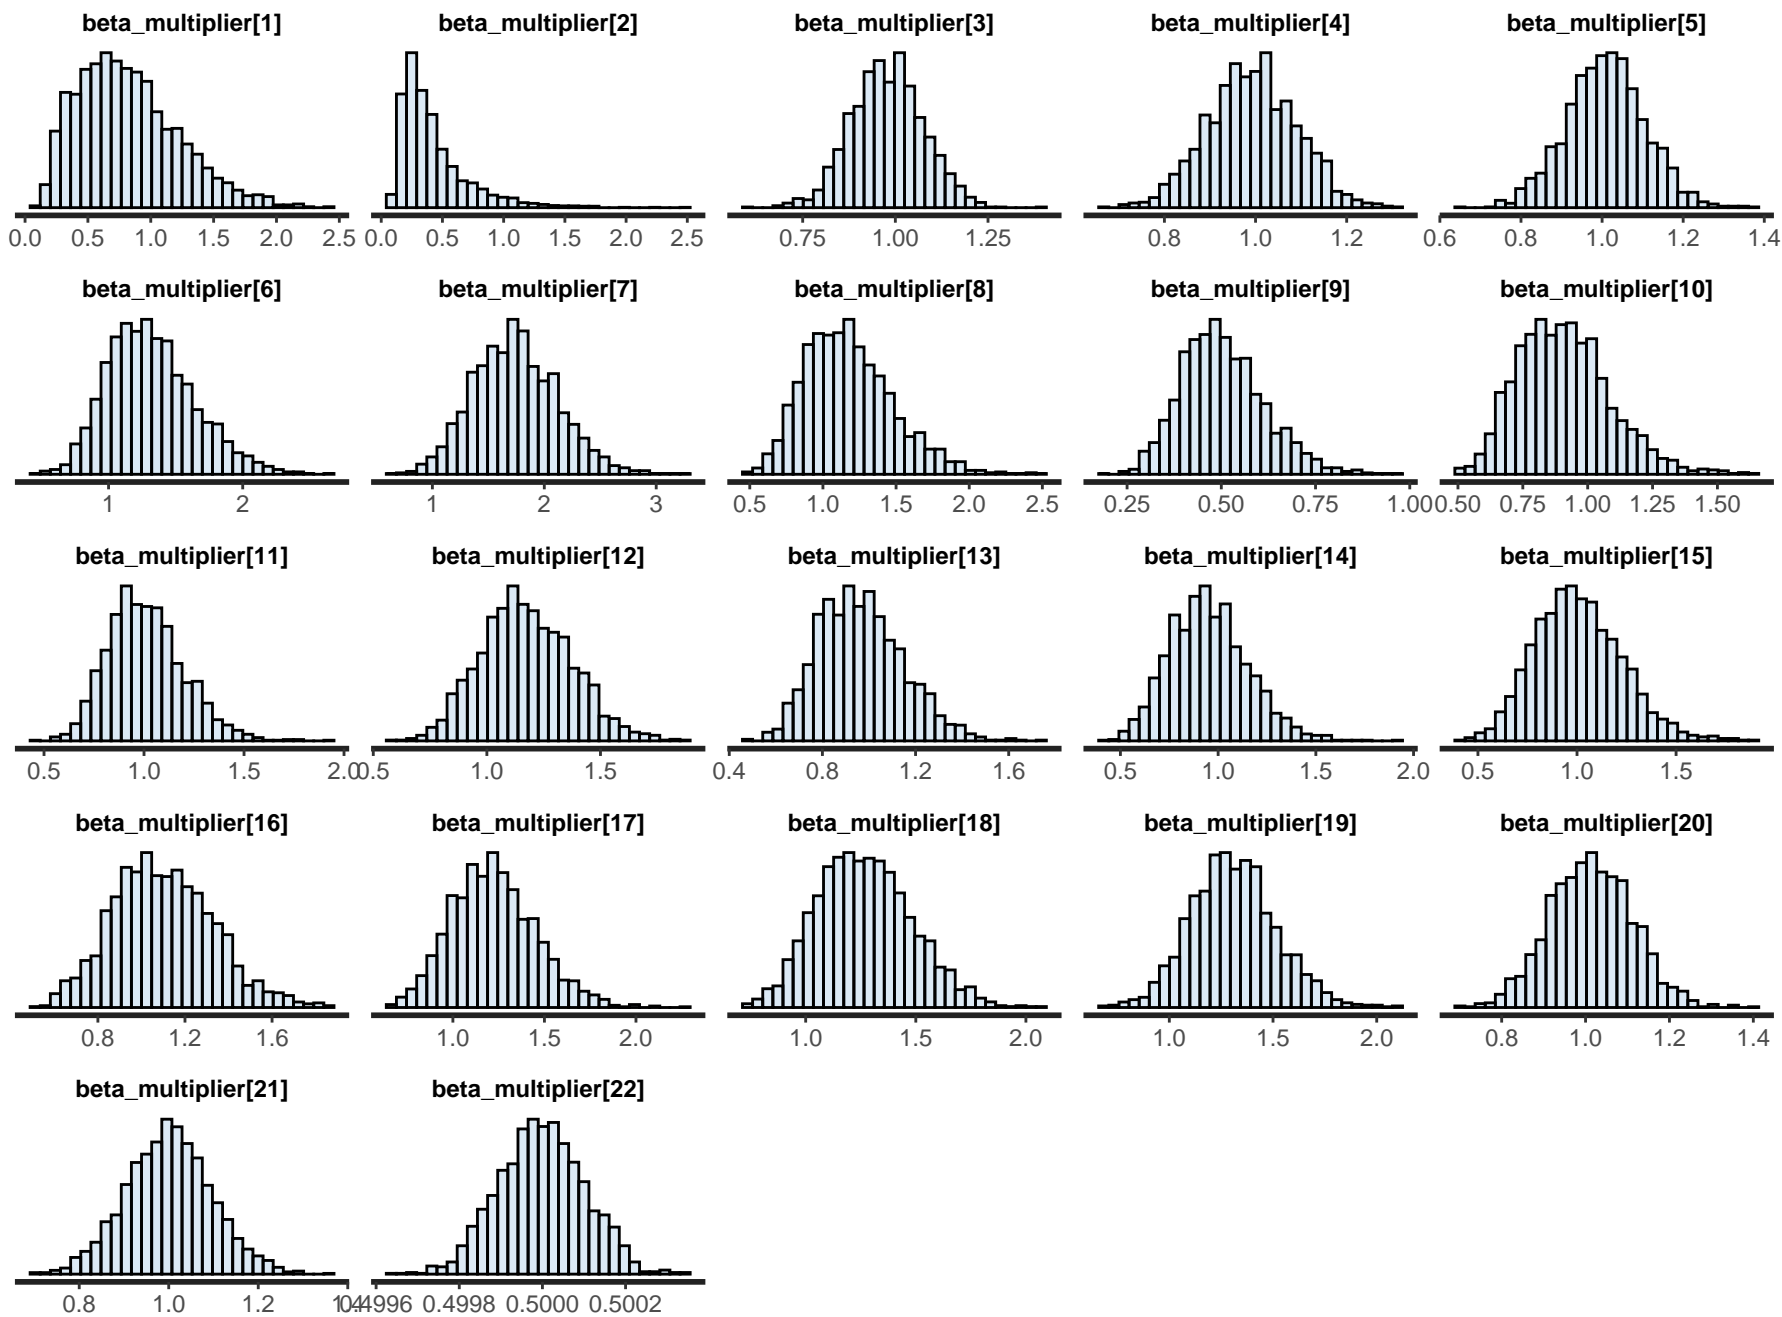 beta_multiplier[1] beta_multiplier[2] beta_multiplier[3] beta_multiplier[4] beta_multiplier[5]
0.0 0.5 1.0 1.5 2.0 2.5 0.0 0.5 1.0 1.5 2.0 2.5 0.75 1.00 1.25 0.8 1.0 1.2 0.6 0.8 1.0 1.2 1.4
beta_multiplier[6] beta_multiplier[7] beta_multiplier[8] beta_multiplier[9] beta_multiplier[10]
1 2 1 2 3 0.5 1.0 1.5 2.0 2.5 0.25 0.50 0.75 1.00 0.50 0.75 1.00 1.25 1.50
beta_multiplier[11] beta_multiplier[12] beta_multiplier[13] beta_multiplier[14] beta_multiplier[15]
0.5 1.0 1.5 2.0 0.5 1.0 1.5 0.4 0.8 1.2 1.6 0.5 1.0 1.5 2.0 0.5 1.0 1.5
beta_multiplier[16] beta_multiplier[17] beta_multiplier[18] beta_multiplier[19] beta_multiplier[20]
0.8 1.2 1.6 1.0 1.5 2.0 1.0 1.5 2.0 1.0 1.5 2.0 0.8 1.0 1.2 1.4
beta_multiplier[21] beta_multiplier[22]
0.8 1.0 1.2 1.4 0.4996 0.4998 0.5000 0.5002